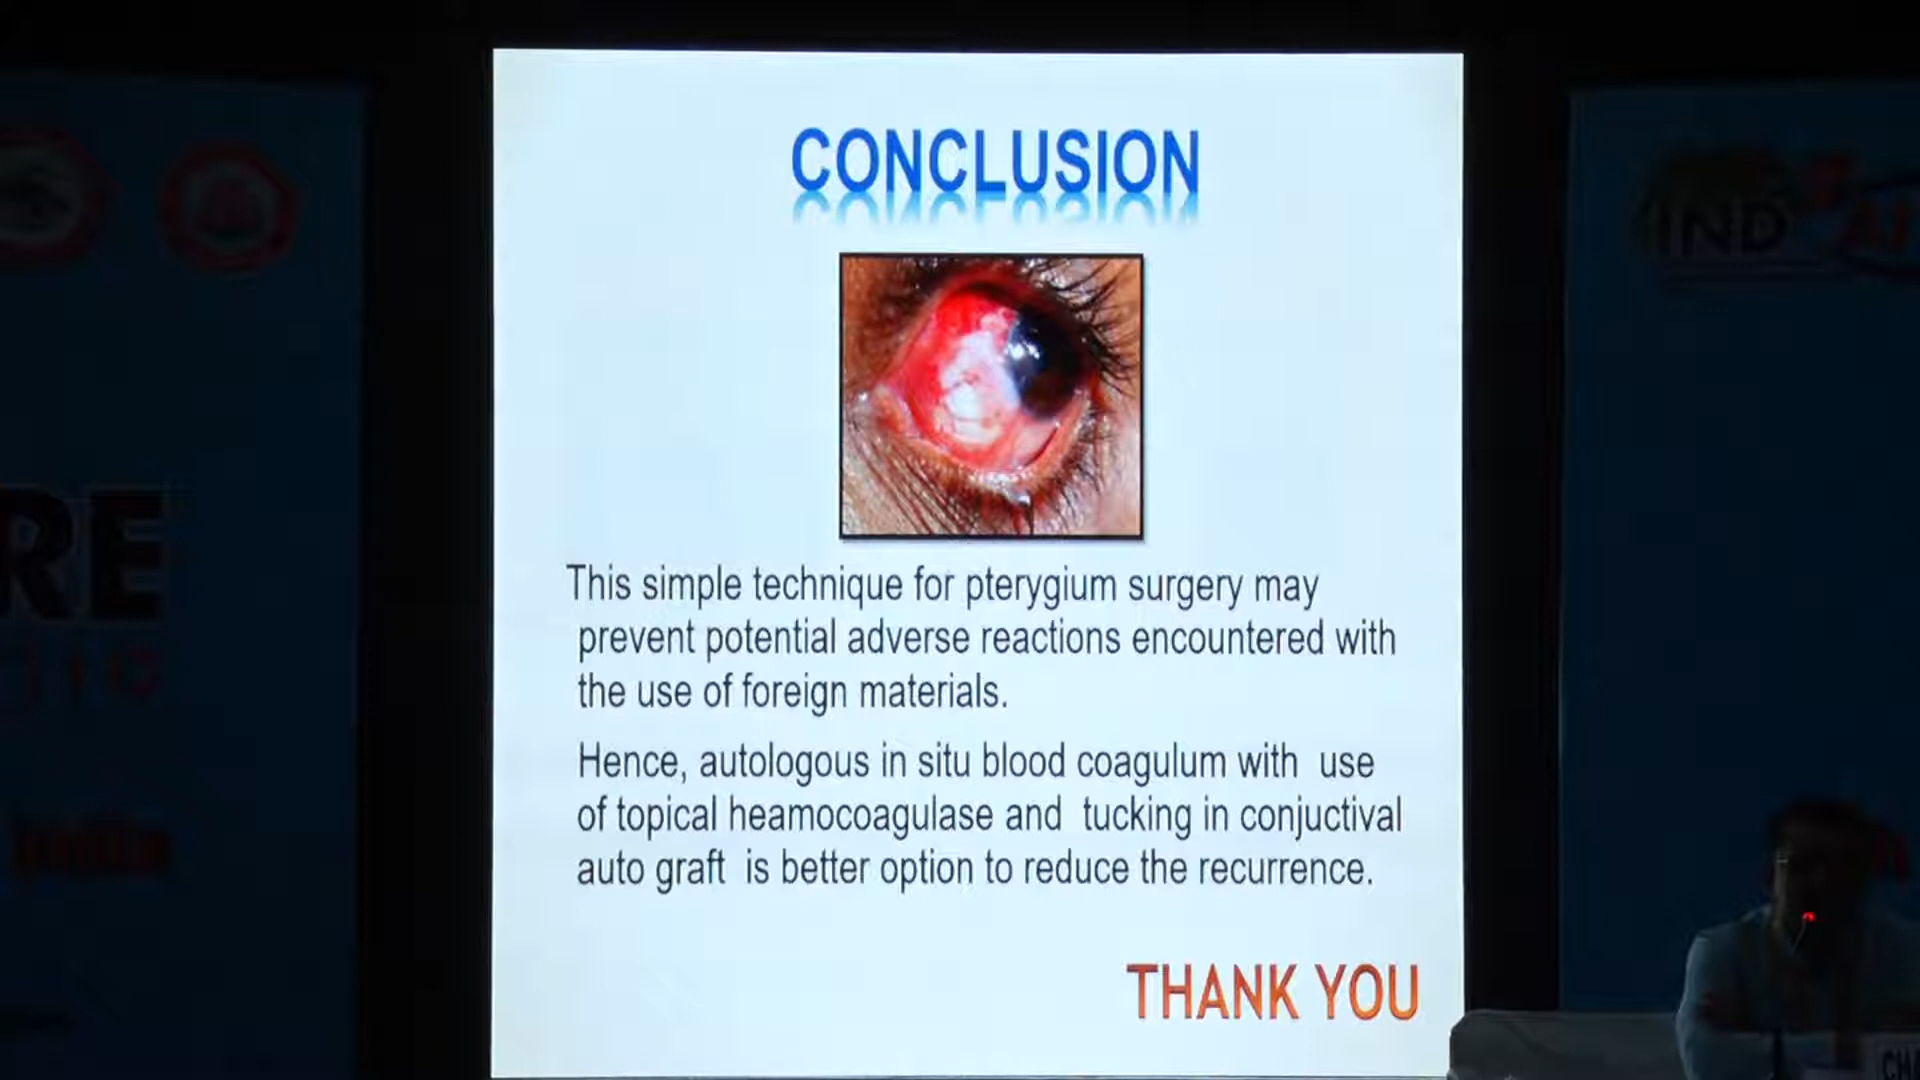 CONCLUSION
This simple technique for pterygium surgery may
prevent potential adverse reactions encountered with
the use of foreign materials.
Hence, autologous in situ blood coagulum with use
of topical heamocoagulase and tucking in conjuctival
auto graft is better option to reduce the recurrence.
THANK YOU
RE
IND